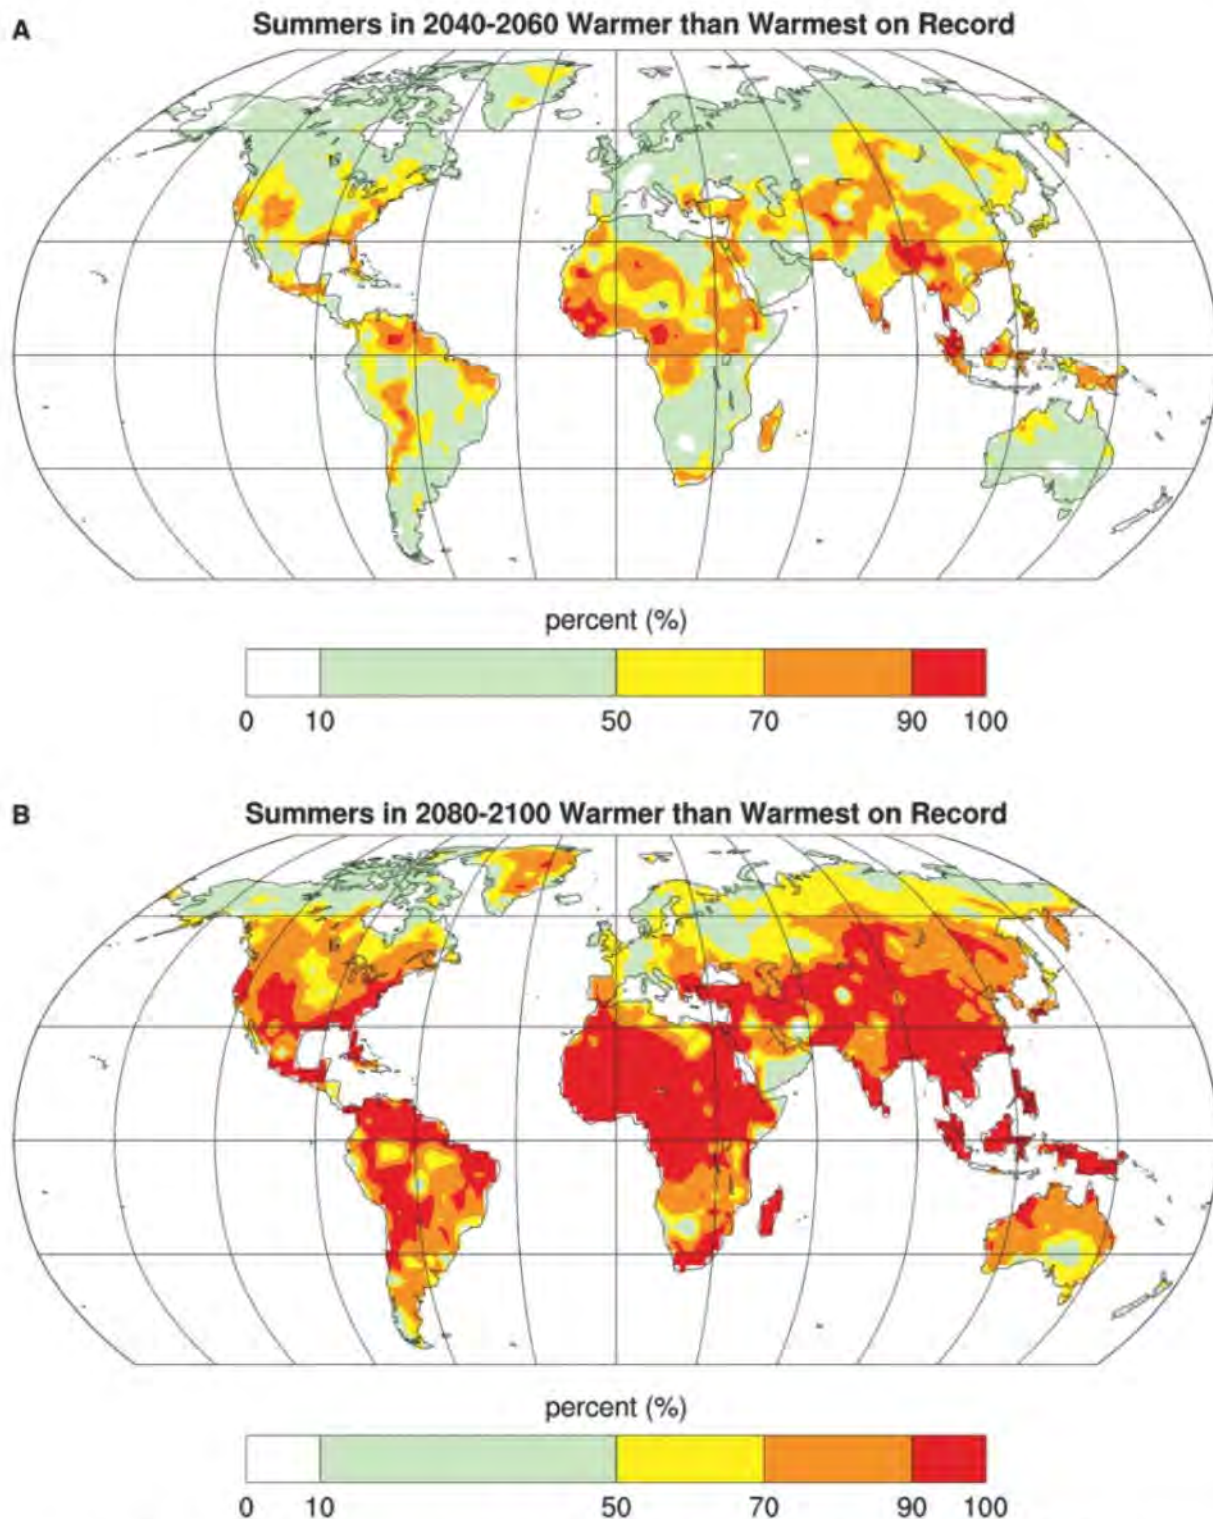 A
Summers in 2040-2060 Warmer than Warmest on Record
percent (%)
0 10 50 70 90 100
B
Summers in 2080-2100 Warmer than Warmest on Record
percent (%)
0 10 50 70 90 100